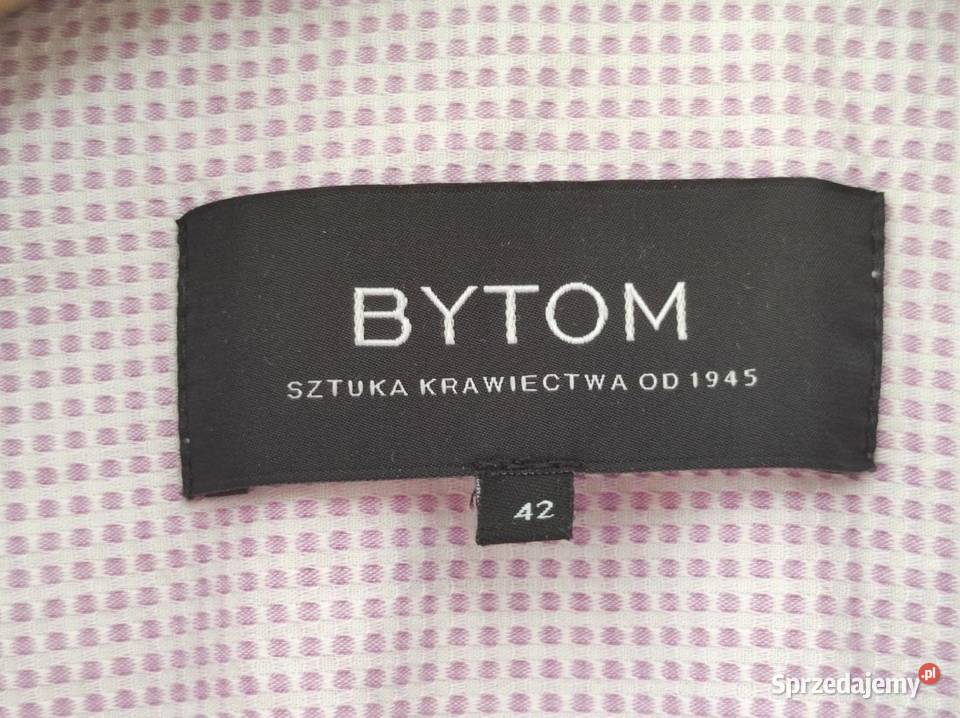 BYTOM
SZTUKA KRAWIECTWA OD 1945
42
Sprzedajemy.pl